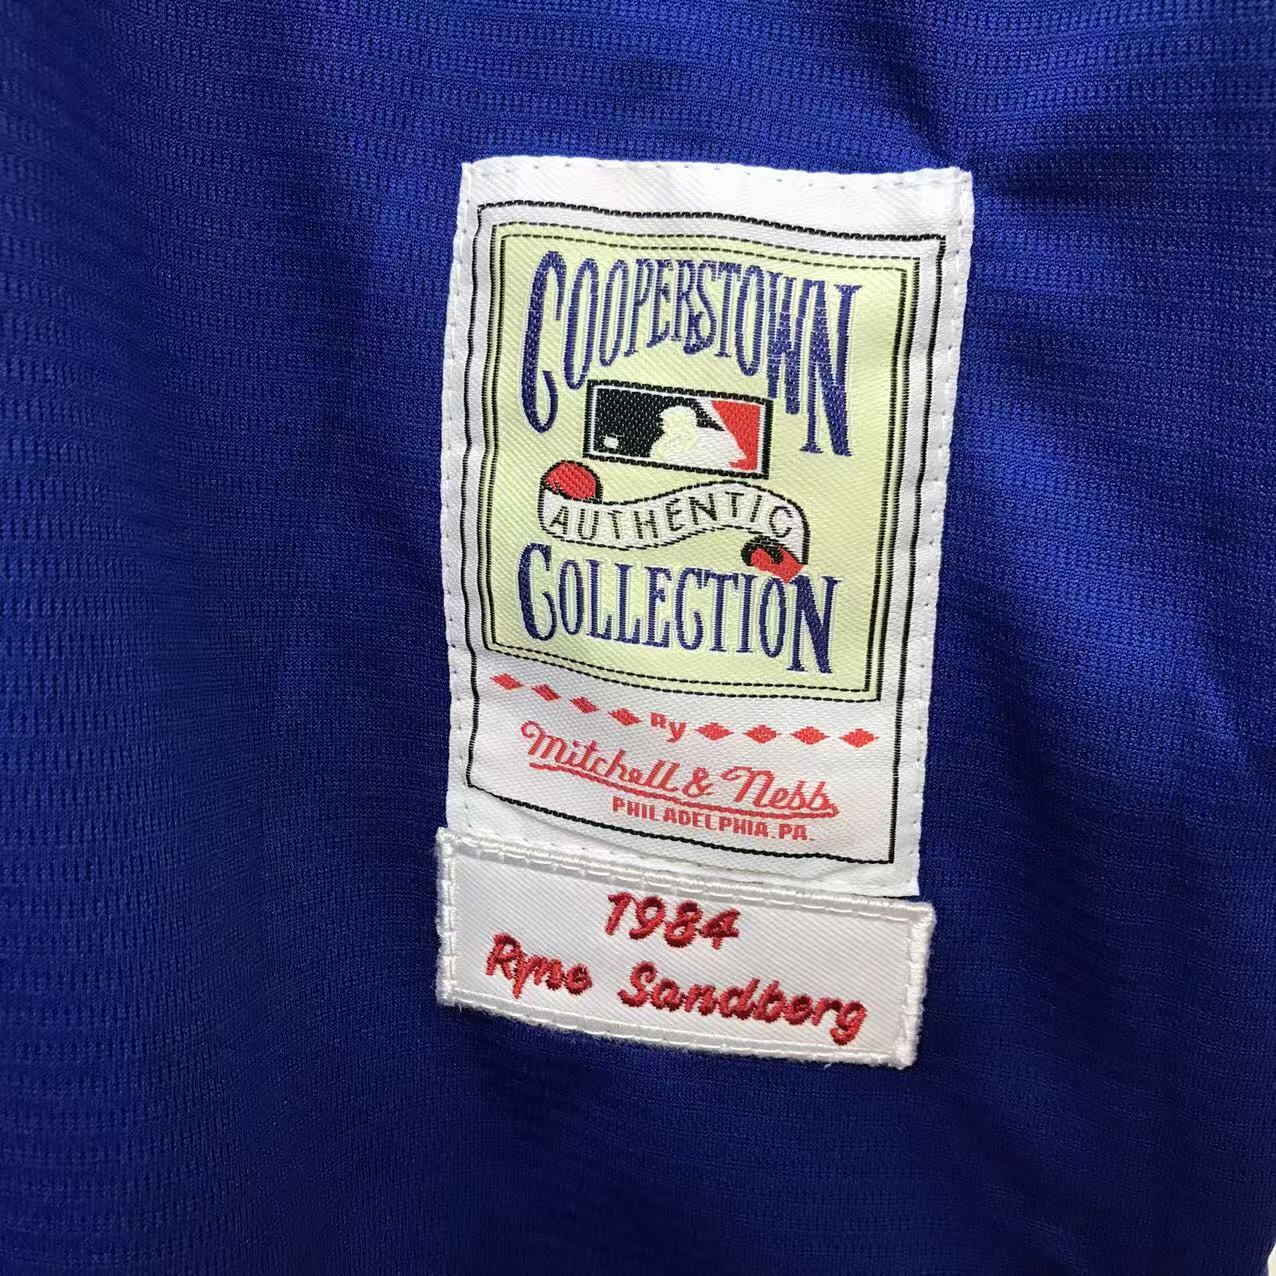 COOPERSTOWN
AUTHENTIC
COLLECTION
By
Mitchell & Ness
PHILADELPHIA. PA.
1984
Ryne Sandberg